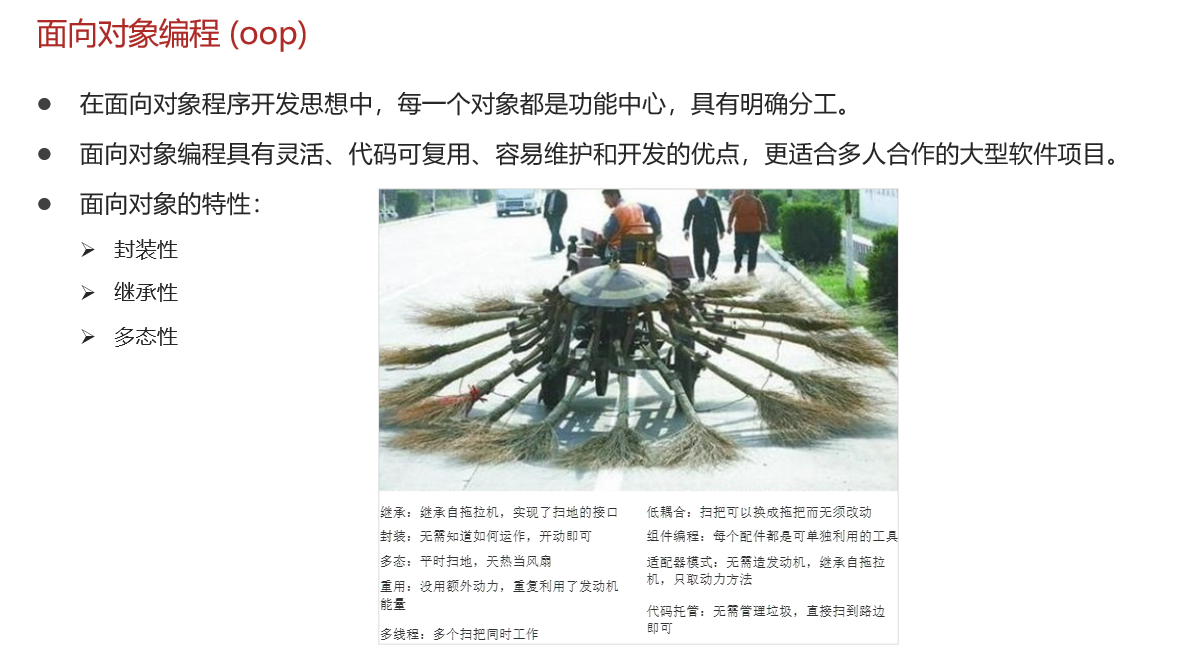 面向对象编程 (oop)
在面向对象程序开发思想中，每一个对象都是功能中心，具有明确分工。
面向对象编程具有灵活、代码可复用、容易维护和开发的优点，更适合多人合作的大型软件项目。
面向对象的特性：
封装性
继承性
多态性
继承：继承自拖拉机，实现了扫地的接口
封装：无需知道如何运作，开动即可
多态：平时扫地，天热当风扇
重用：没用额外动力，重复利用了发动机
能量
多线程：多个扫把同时工作
低耦合：扫把可以换成拖把而无须改动
组件编程：每个配件都是可单独利用的工具
适配器模式：无需造发动机，继承自拖拉
机，只取动力方法
代码托管：无需管理垃圾，直接扫到路边
即可